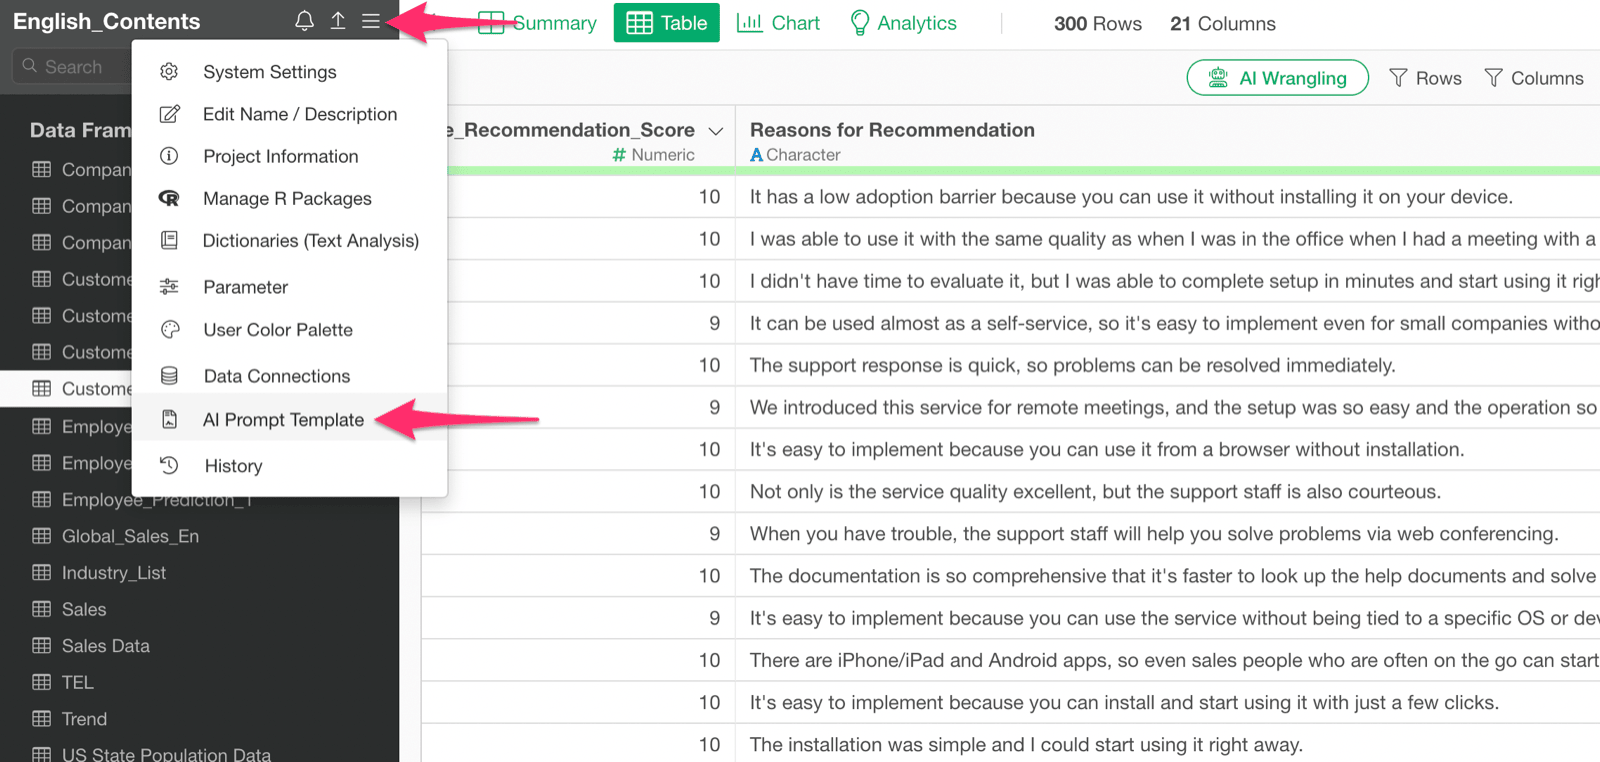 English_Contents
Summary
Table
Chart
Analytics
300 Rows
21 Columns
Search
AI Wrangling
Rows
Columns
System Settings
Edit Name / Description
Project Information
Manage R Packages
Dictionaries (Text Analysis)
Parameter
User Color Palette
Data Connections
AI Prompt Template
History
Data Fram
Compan
Compan
Compan
Custome
Custome
Custome
Custome
Employe
Employe
Employee_Prediction_1
Global_Sales_En
Industry_List
Sales
Sales Data
TEL
Trend
US State Population Data
e_Recommendation_Score
# Numeric
Reasons for Recommendation
A Character
10 It has a low adoption barrier because you can use it without installing it on your device.
10 I was able to use it with the same quality as when I was in the office when I had a meeting with a
10 I didn't have time to evaluate it, but I was able to complete setup in minutes and start using it righ
9 It can be used almost as a self-service, so it's easy to implement even for small companies witho
10 The support response is quick, so problems can be resolved immediately.
9 We introduced this service for remote meetings, and the setup was so easy and the operation so
10 It's easy to implement because you can use it from a browser without installation.
10 Not only is the service quality excellent, but the support staff is also courteous.
9 When you have trouble, the support staff will help you solve problems via web conferencing.
10 The documentation is so comprehensive that it's faster to look up the help documents and solve
9 It's easy to implement because you can use the service without being tied to a specific OS or dev
10 There are iPhone/iPad and Android apps, so even sales people who are often on the go can start
10 It's easy to implement because you can install and start using it with just a few clicks.
10 The installation was simple and I could start using it right away.